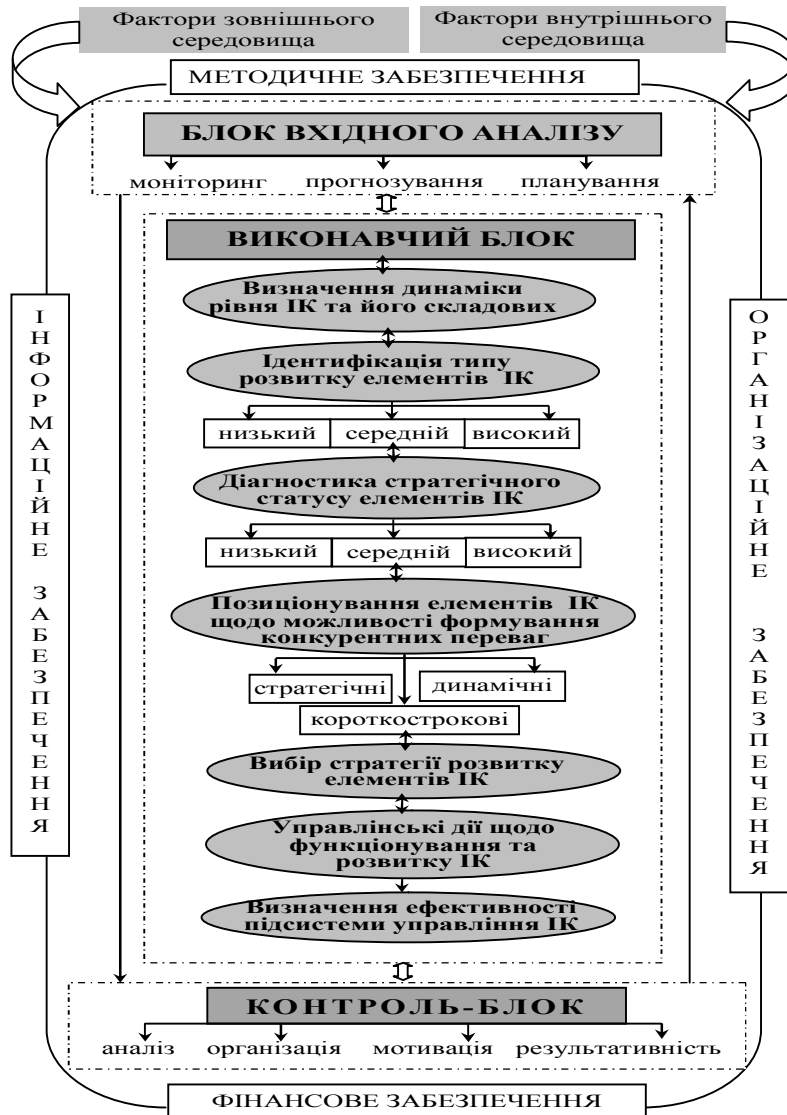 Фактори зовнішнього
середовища
Фактори внутрішнього
середовища
МЕТОДИЧНЕ ЗАБЕЗПЕЧЕННЯ
БЛОК ВХІДНОГО АНАЛІЗУ
моніторинг прогнозування планування
ВИКОНАВЧИЙ БЛОК
Визначення динаміки
рівня ІК та його складових
Ідентифікація типу
розвитку елементів ІК
низький середній високий
Діагностика стратегічного
статусу елементів ІК
низький середній високий
Позиціонування елементів ІК
щодо можливості формування
конкурентних переваг
стратегічні динамічні
короткострокові
Вибір стратегії розвитку
елементів ІК
Управлінські дії щодо
функціонування та
розвитку ІК
Визначення ефективності
підсистеми управління ІК
КОНТРОЛЬ-БЛОК
аналіз організація мотивація результативність
ФІНАНСОВЕ ЗАБЕЗПЕЧЕННЯ
ІНФОРМАЦІЙНЕ ЗАБЕЗПЕЧЕННЯ
ОРГАНІЗАЦІЙНЕ ЗАБЕЗПЕЧЕННЯ